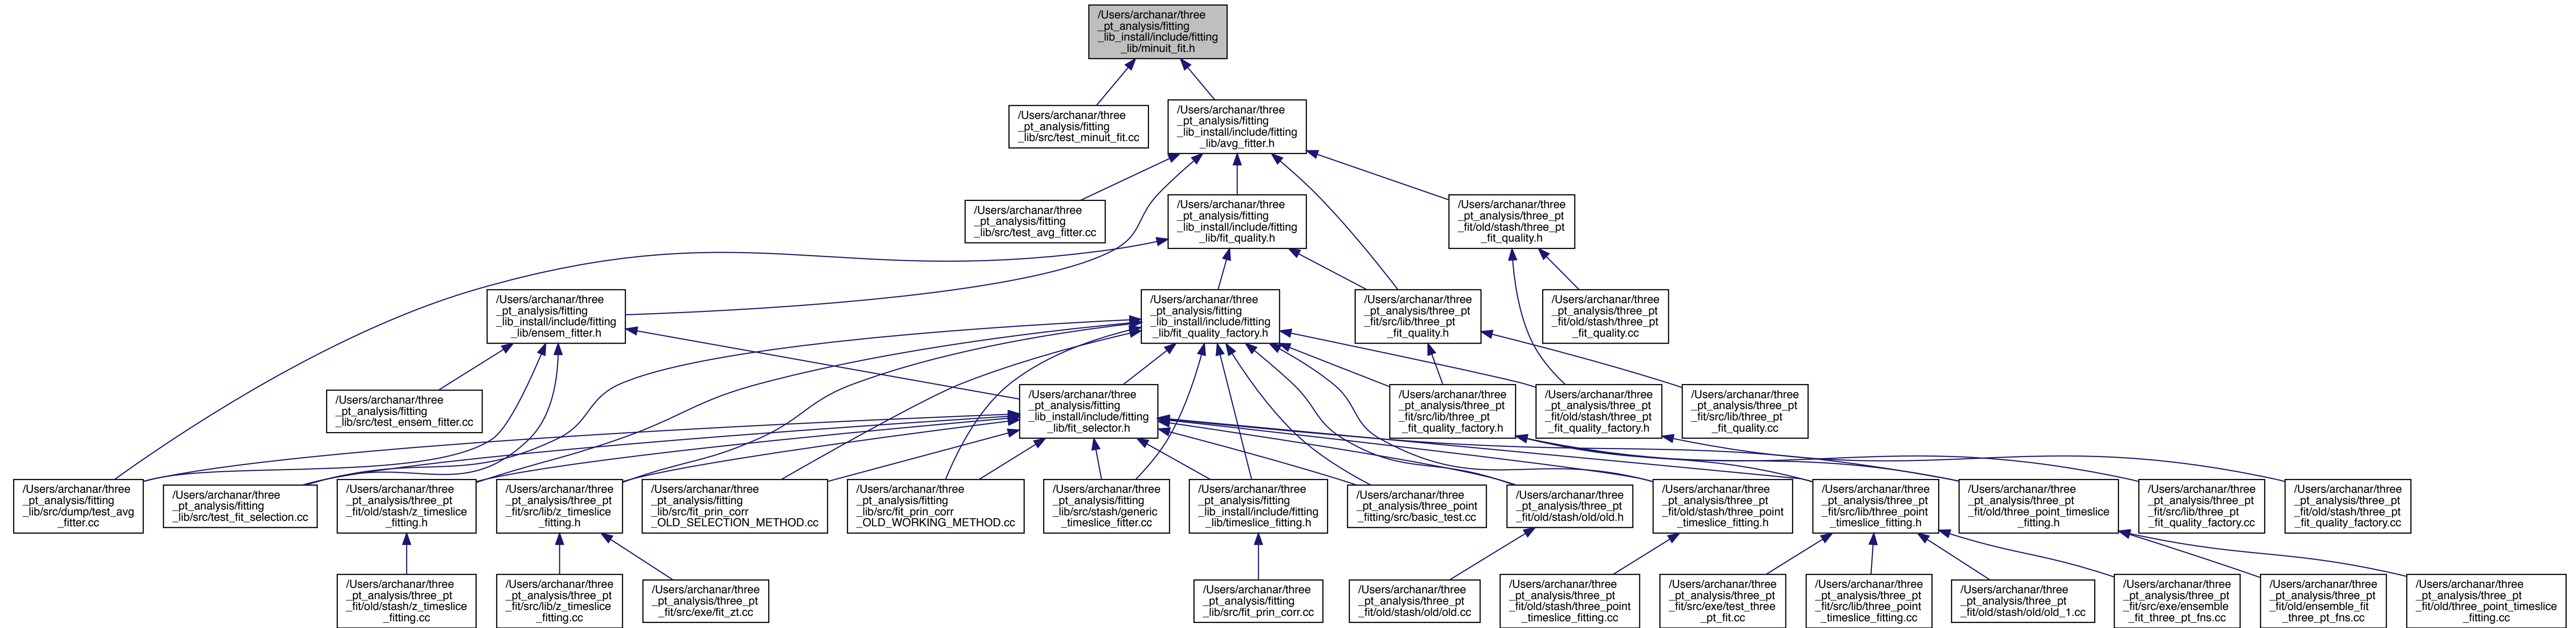 /Users/archanar/three
_pt_analysis/fitting
_lib_install/include/fitting
_lib/minuit_fit.h
/Users/archanar/three
_pt_analysis/fitting
_lib/src/test_minuit_fit.cc
/Users/archanar/three
_pt_analysis/fitting
_lib_install/include/fitting
_lib/avg_fitter.h
/Users/archanar/three
_pt_analysis/fitting
_lib/src/test_avg_fitter.cc
/Users/archanar/three
_pt_analysis/fitting
_lib_install/include/fitting
_lib/fit_quality.h
/Users/archanar/three
_pt_analysis/three_pt
_fit/old/stash/three_pt
_fit_quality.h
/Users/archanar/three
_pt_analysis/fitting
_lib_install/include/fitting
_lib/ensem_fitter.h
/Users/archanar/three
_pt_analysis/fitting
_lib_install/include/fitting
_lib/fit_quality_factory.h
/Users/archanar/three
_pt_analysis/three_pt
_fit/src/lib/three_pt
_fit_quality.h
/Users/archanar/three
_pt_analysis/three_pt
_fit/old/stash/three_pt
_fit_quality.cc
/Users/archanar/three
_pt_analysis/fitting
_lib/src/test_ensem_fitter.cc
/Users/archanar/three
_pt_analysis/fitting
_lib_install/include/fitting
_lib/fit_selector.h
/Users/archanar/three
_pt_analysis/three_pt
_fit/src/lib/three_pt
_fit_quality_factory.h
/Users/archanar/three
_pt_analysis/three_pt
_fit/old/stash/three_pt
_fit_quality_factory.h
/Users/archanar/three
_pt_analysis/three_pt
_fit/src/lib/three_pt
_fit_quality.cc
/Users/archanar/three
_pt_analysis/fitting
_lib/src/dump/test_avg
_fitter.cc
/Users/archanar/three
_pt_analysis/fitting
_lib/src/test_fit_selection.cc
/Users/archanar/three
_pt_analysis/three_pt
_fit/old/stash/z_timeslice
_fitting.h
/Users/archanar/three
_pt_analysis/three_pt
_fit/src/lib/z_timeslice
_fitting.h
/Users/archanar/three
_pt_analysis/fitting
_lib/src/fit_prin_corr
_OLD_SELECTION_METHOD.cc
/Users/archanar/three
_pt_analysis/fitting
_lib/src/fit_prin_corr
_OLD_WORKING_METHOD.cc
/Users/archanar/three
_pt_analysis/fitting
_lib/src/stash/generic
_timeslice_fitter.cc
/Users/archanar/three
_pt_analysis/fitting
_lib_install/include/fitting
_lib/timeslice_fitting.h
/Users/archanar/three
_pt_analysis/three_point
_fitting/src/basic_test.cc
/Users/archanar/three
_pt_analysis/three_pt
_fit/old/stash/old/old.h
/Users/archanar/three
_pt_analysis/three_pt
_fit/old/stash/three_point
_timeslice_fitting.h
/Users/archanar/three
_pt_analysis/three_pt
_fit/src/lib/three_point
_timeslice_fitting.h
/Users/archanar/three
_pt_analysis/three_pt
_fit/old/three_point_timeslice
_fitting.h
/Users/archanar/three
_pt_analysis/three_pt
_fit/src/lib/three_pt
_fit_quality_factory.cc
/Users/archanar/three
_pt_analysis/three_pt
_fit/old/stash/three_pt
_fit_quality_factory.cc
/Users/archanar/three
_pt_analysis/three_pt
_fit/old/stash/z_timeslice
_fitting.cc
/Users/archanar/three
_pt_analysis/three_pt
_fit/src/lib/z_timeslice
_fitting.cc
/Users/archanar/three
_pt_analysis/three_pt
_fit/src/exe/fit_zt.cc
/Users/archanar/three
_pt_analysis/fitting
_lib/src/fit_prin_corr.cc
/Users/archanar/three
_pt_analysis/three_pt
_fit/old/stash/old/old.cc
/Users/archanar/three
_pt_analysis/three_pt
_fit/old/stash/three_point
_timeslice_fitting.cc
/Users/archanar/three
_pt_analysis/three_pt
_fit/src/exe/test_three
_pt_fit.cc
/Users/archanar/three
_pt_analysis/three_pt
_fit/src/lib/three_point
_timeslice_fitting.cc
/Users/archanar/three
_pt_analysis/three_pt
_fit/old/stash/old/old_1.cc
/Users/archanar/three
_pt_analysis/three_pt
_fit/src/exe/ensemble
_fit_three_pt_fns.cc
/Users/archanar/three
_pt_analysis/three_pt
_fit/old/ensemble_fit
_three_pt_fns.cc
/Users/archanar/three
_pt_analysis/three_pt
_fit/old/three_point_timeslice
_fitting.cc